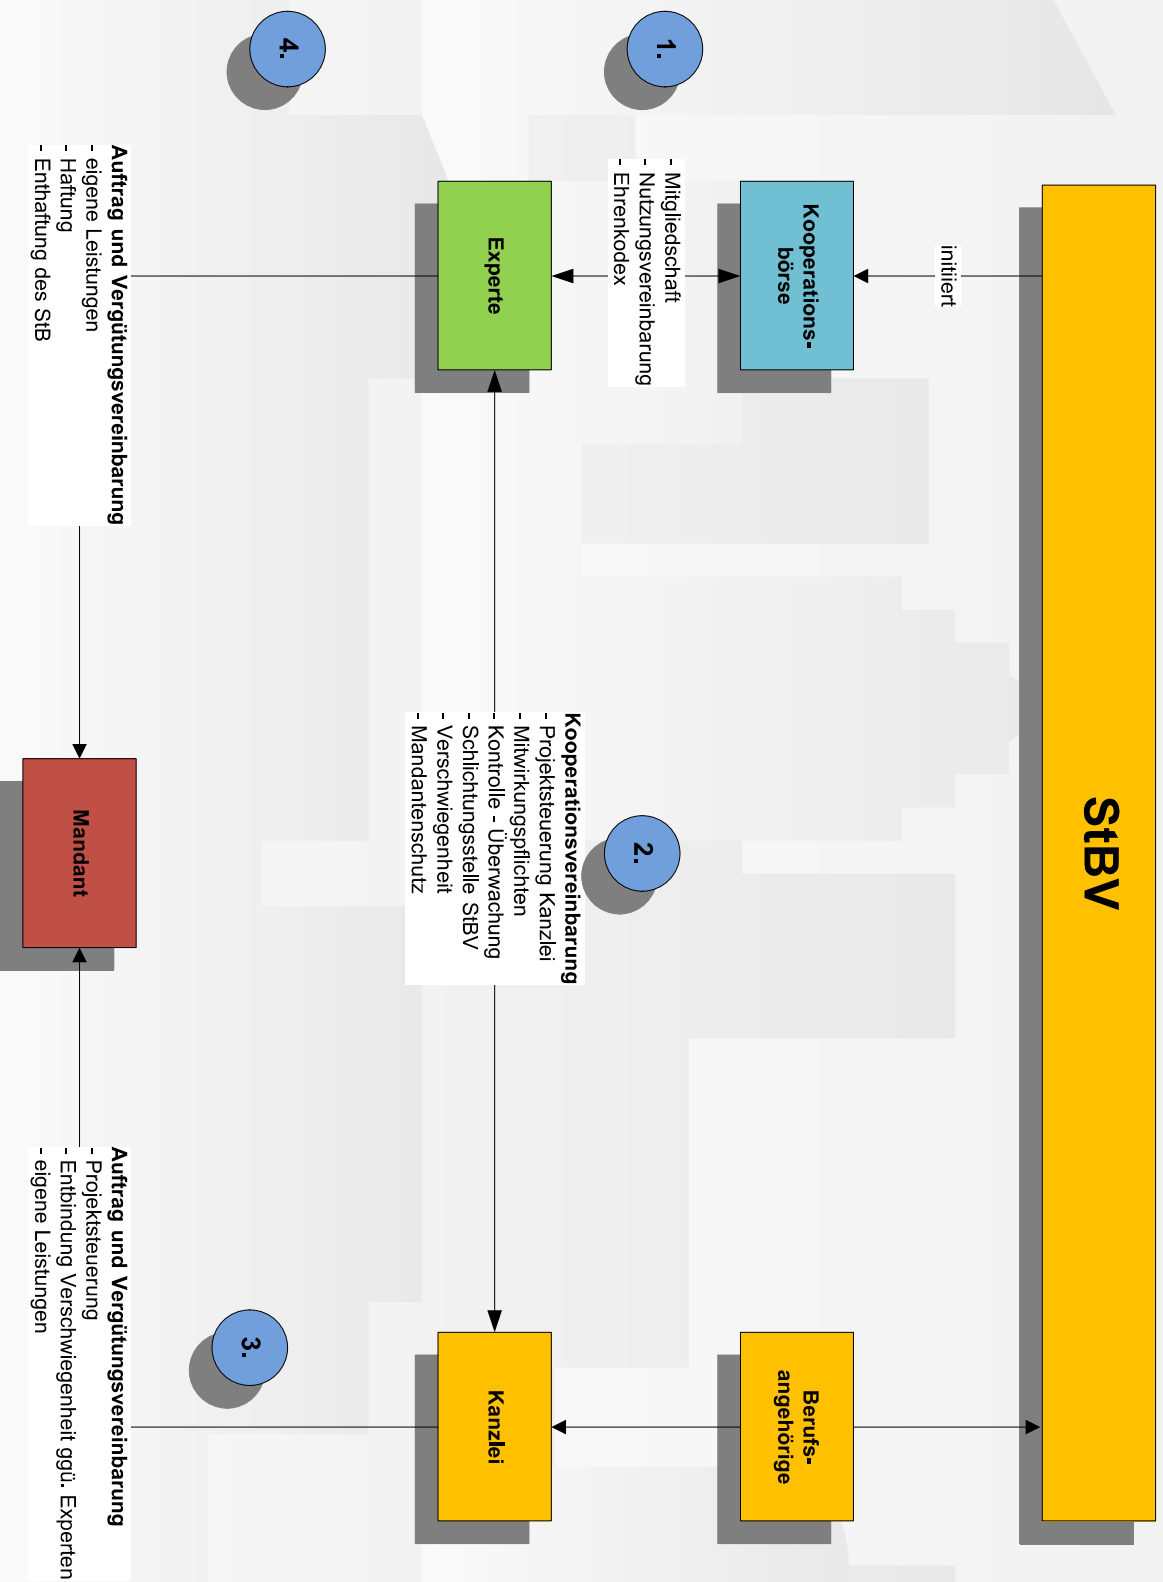 StBV
initiiert
Kooperations-
börse
Berufs-
angehörige
1.
- Mitgliedschaft
- Nutzungsvereinbarung
- Ehrenkodex
2.
Experte
Kooperationsvereinbarung
- Projektsteuerung Kanzlei
- Mitwirkungspflichten
- Kontrolle - Überwachung
- Schlichtungsstelle StBV
- Verschwiegenheit
- Mandantenschutz
Kanzlei
4.
3.
Auftrag und Vergütungsvereinbarung
- eigene Leistungen
- Haftung
- Enthaftung des StB
Mandant
Auftrag und Vergütungsvereinbarung
- Projektsteuerung
- Entbindung Verschwiegenheit ggü. Experten
- eigene Leistungen